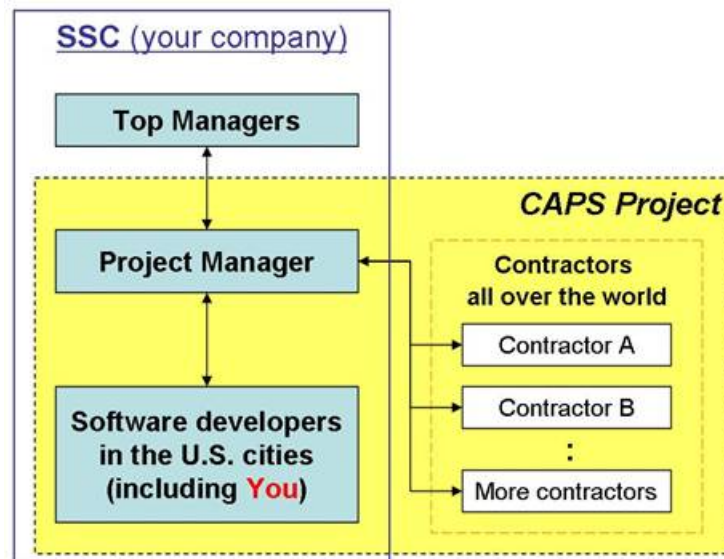 SSC (your company)
Top Managers
CAPS Project
Project Manager
Contractors
all over the world
Contractor A
Contractor B
:
More contractors
Software developers
in the U.S. cities
(including You)